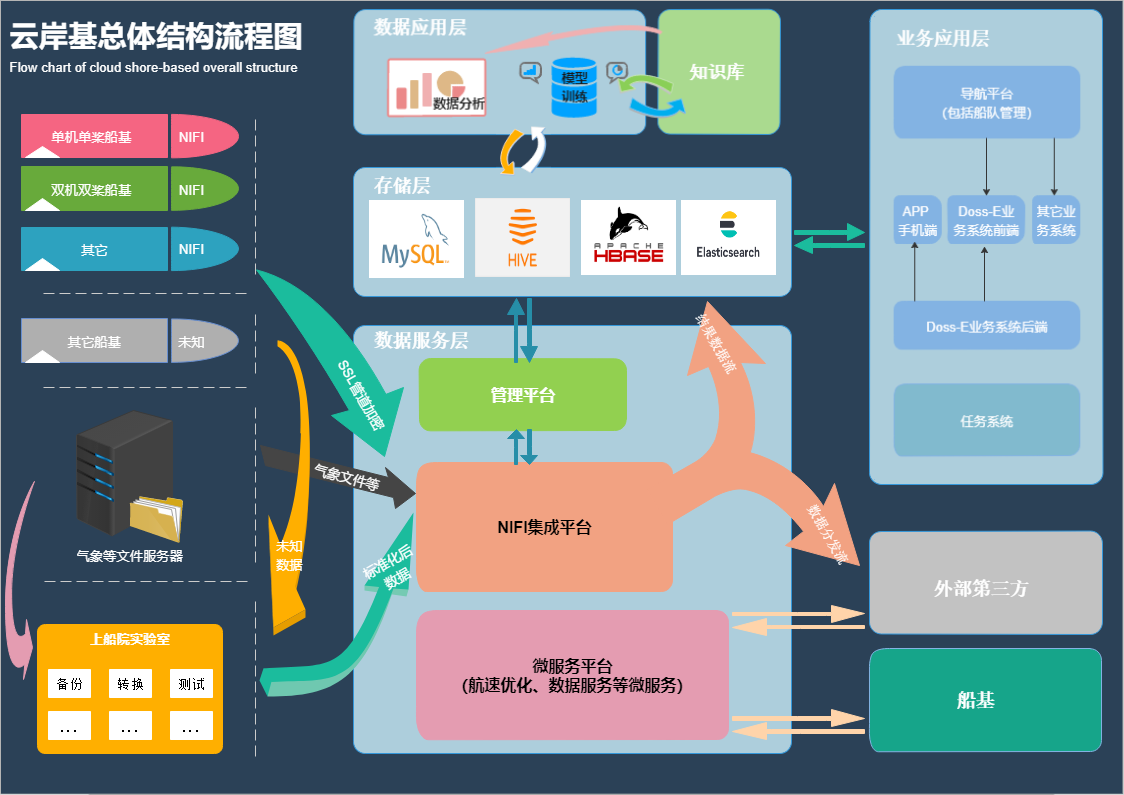 云岸基总体结构流程图
Flow chart of cloud shore-based overall structure
单机单桨船基
NIFI
双机双桨船基
NIFI
其它
NIFI
其它船基
未知
气象等文件服务器
上船院实验室
备份
转换
测试
...
...
...
SSL管道加密
气象文件等
未知
数据
标准化后
数据
数据应用层
数据分析
模型
训练
知识库
存储层
MySQL
HIVE
APACHE
HBASE
Elasticsearch
数据服务层
管理平台
NIFI集成平台
微服务平台
(航速优化、数据服务等微服务)
结果数据流
数据分发流
业务应用层
导航平台
(包括船队管理)
APP
手机端
Doss-E业
务系统前端
其它业
务系统
Doss-E业务系统后端
任务系统
外部第三方
船基